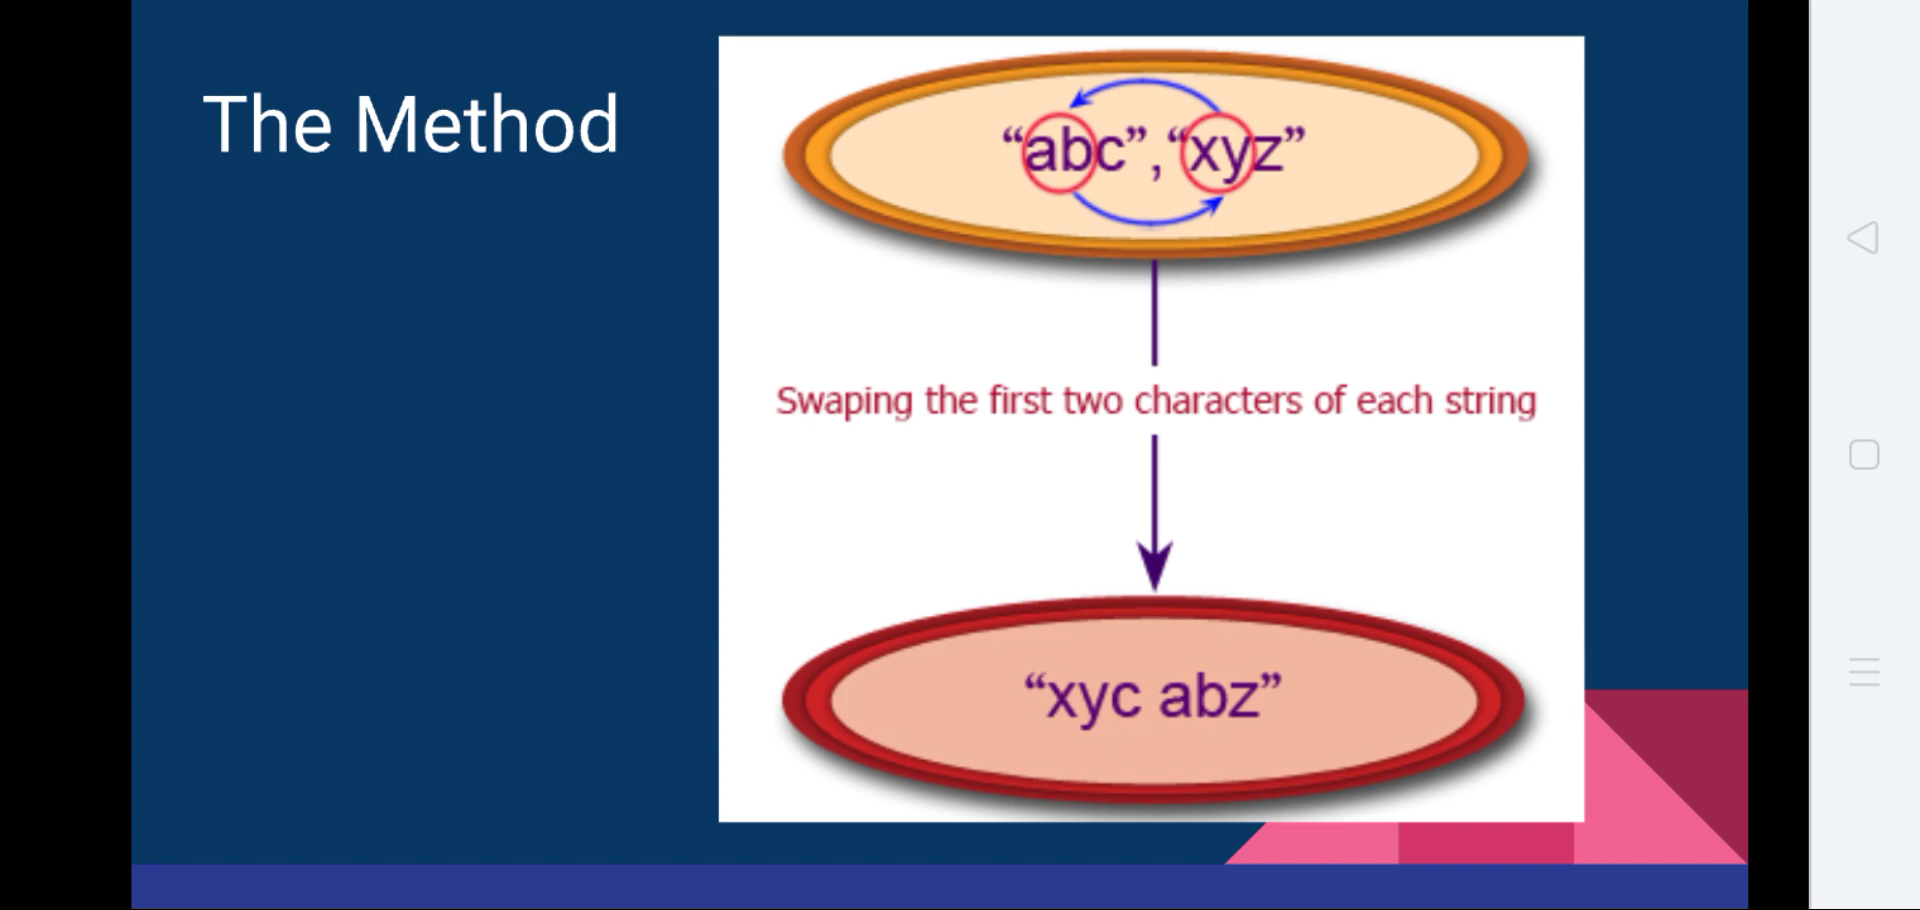 The Method
“abc”,“xyz”
Swaping the first two characters of each string
“xyc abz”